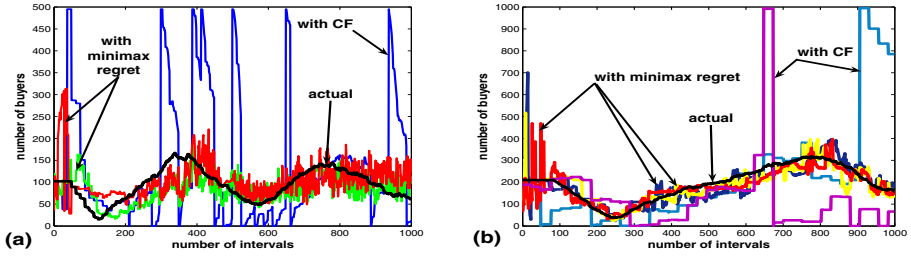 500
450
400
350
300
250
200
150
100
50
0
number of buyers
with
minimax
regret
with CF
actual
0
200
400
600
800
1000
number of intervals
(a)
1000
900
800
700
600
500
400
300
200
100
0
number of buyers
with CF
with minimax regret
actual
0
100
200
300
400
500
600
700
800
900
1000
number of intervals
(b)